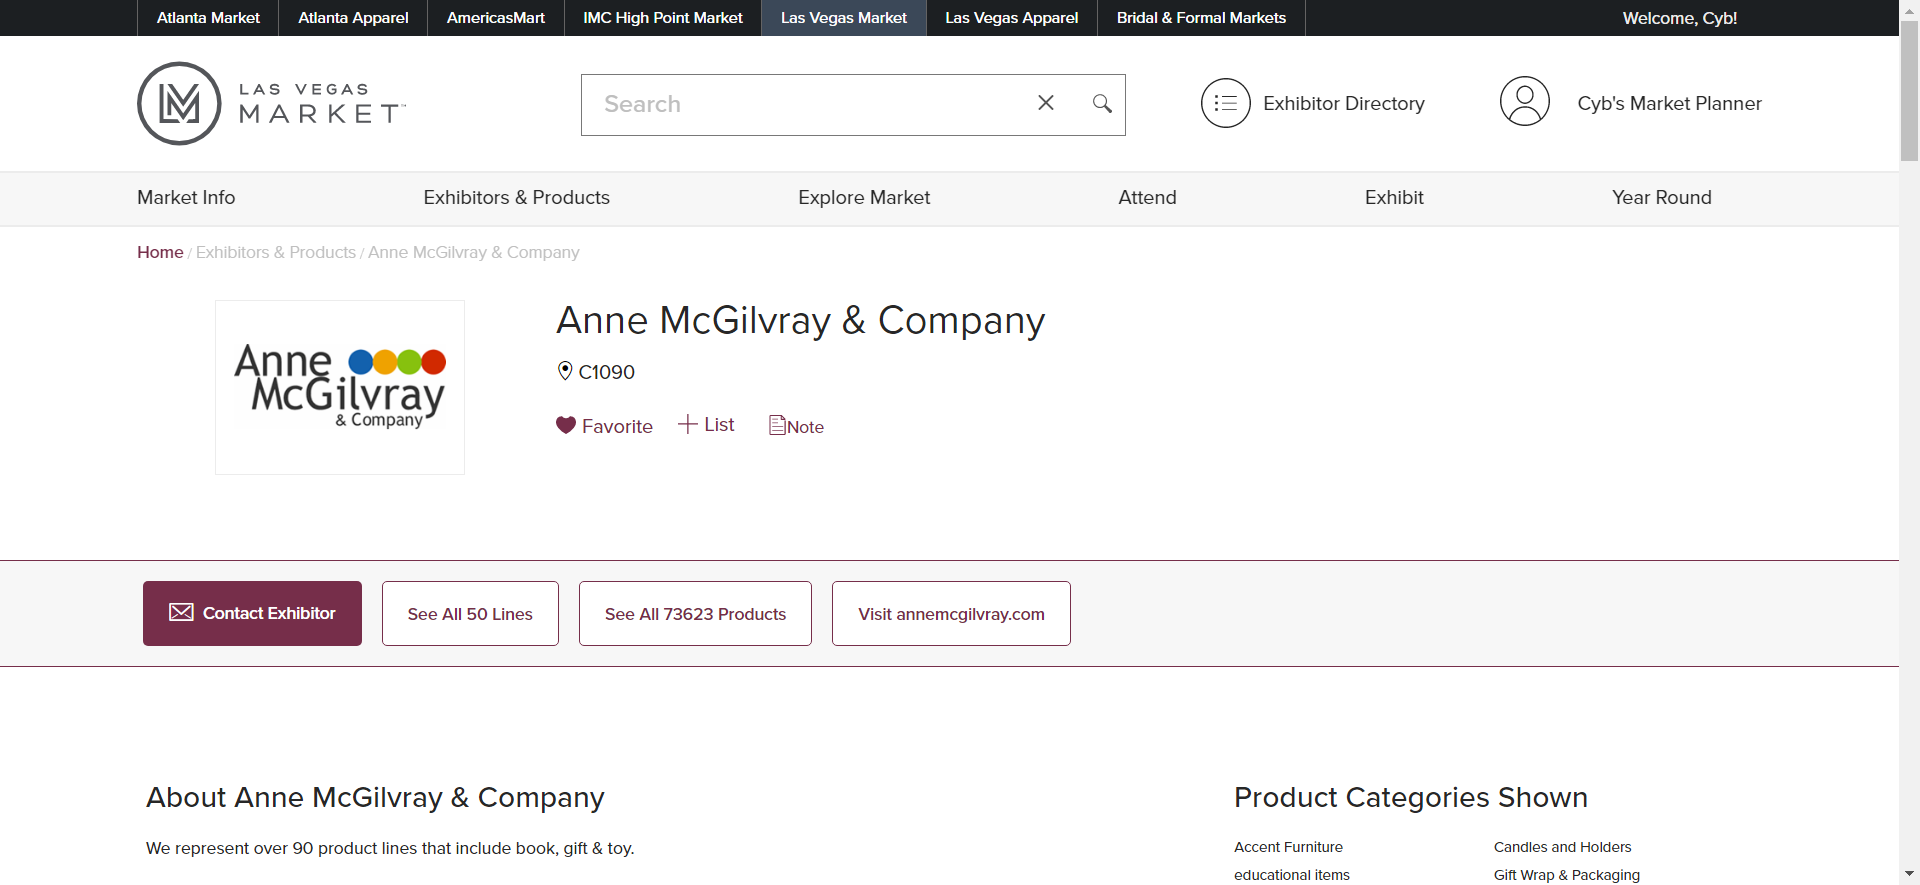 Atlanta Market Atlanta Apparel AmericasMart IMC High Point Market Las Vegas Market Las Vegas Apparel Bridal & Formal Markets Welcome, Cyb!
LAS VEGAS
MARKET™
Search
Exhibitor Directory
Cyb's Market Planner
Market Info Exhibitors & Products Explore Market Attend Exhibit Year Round
Home / Exhibitors & Products / Anne McGilvray & Company
Anne
McGilvray
& Company
Anne McGilvray & Company
C1090
Favorite List Note
Contact Exhibitor See All 50 Lines See All 73623 Products Visit annemcgilvray.com
About Anne McGilvray & Company
We represent over 90 product lines that include book, gift & toy.
Product Categories Shown
Accent Furniture Candles and Holders
educational items Gift Wrap & Packaging